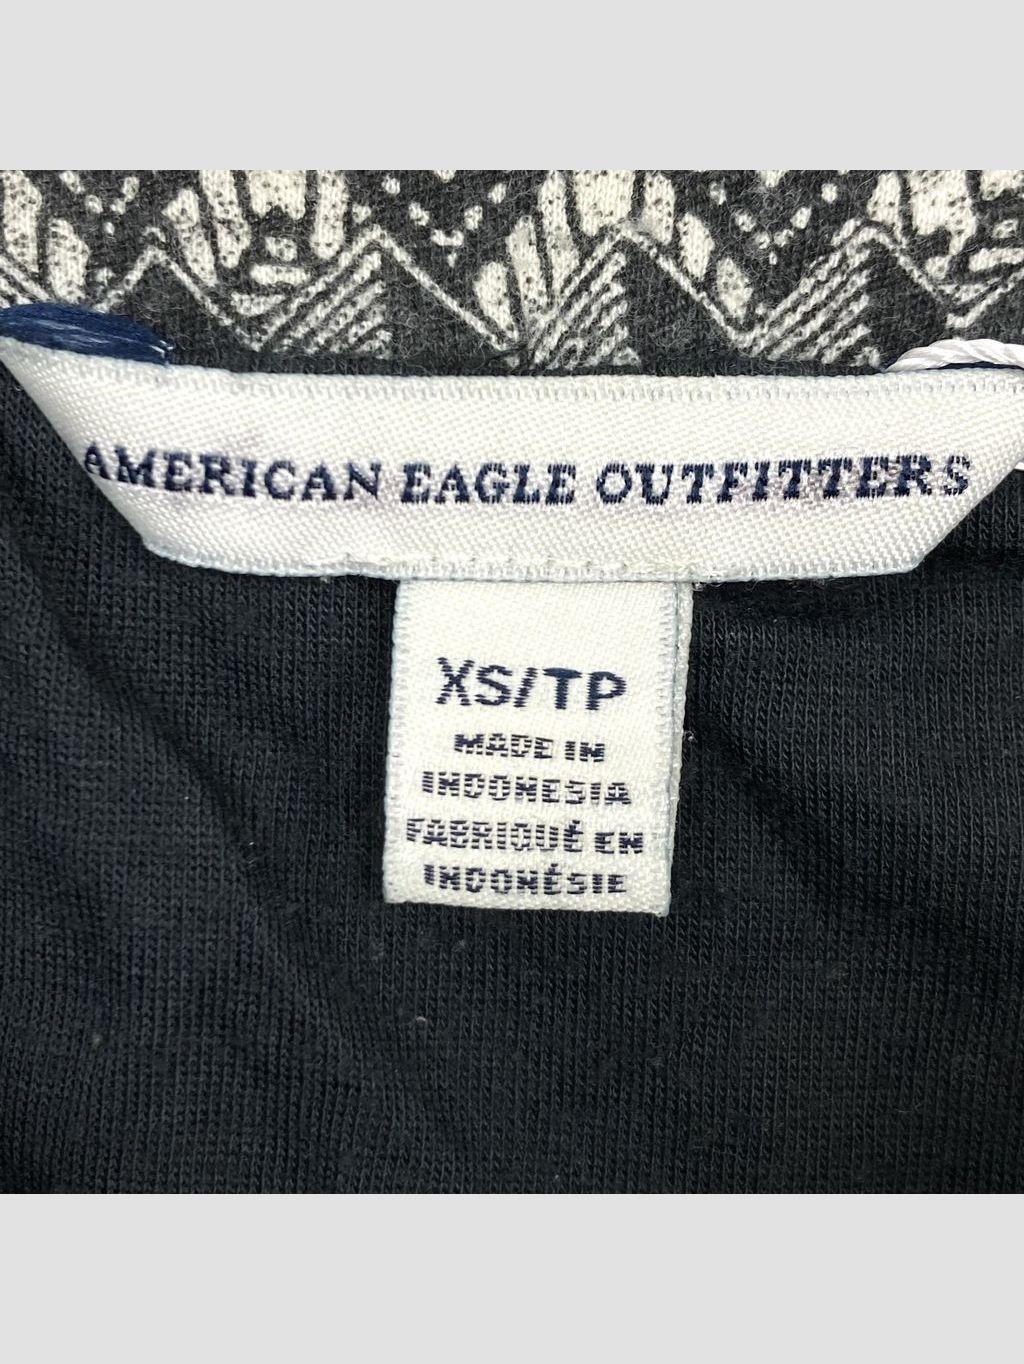 AMERICAN EAGLE OUTFITTERS
XS/TP
MADE IN
INDONESIA
FABRIQUÉ EN
INDONÉSIE